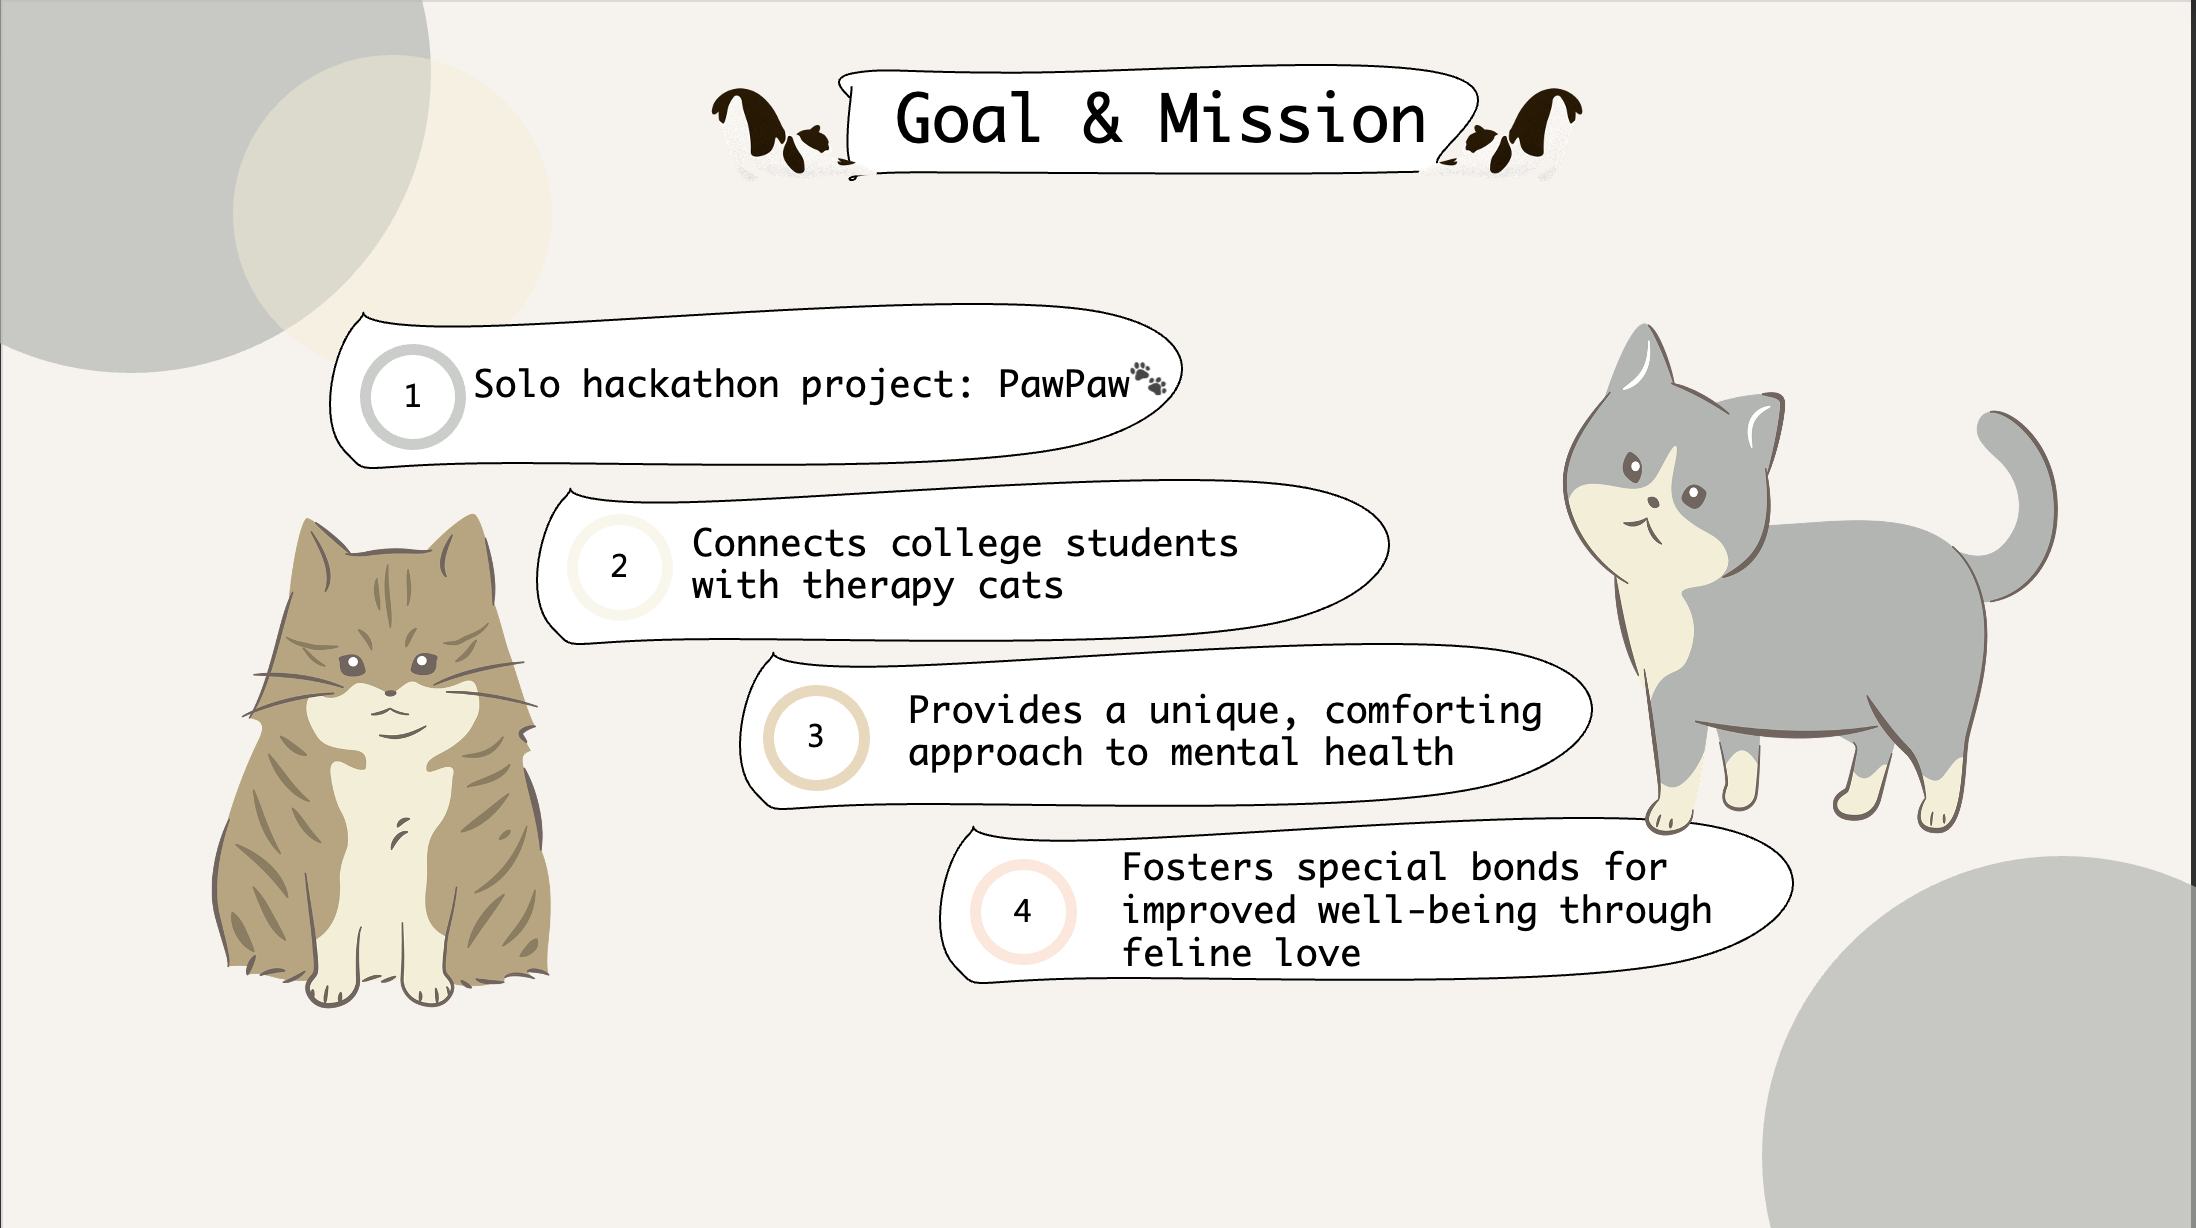 Goal & Mission
1
Solo hackathon project: PawPaw🐾
2
Connects college students
with therapy cats
3
Provides a unique, comforting
approach to mental health
4
Fosters special bonds for
improved well-being through
feline love